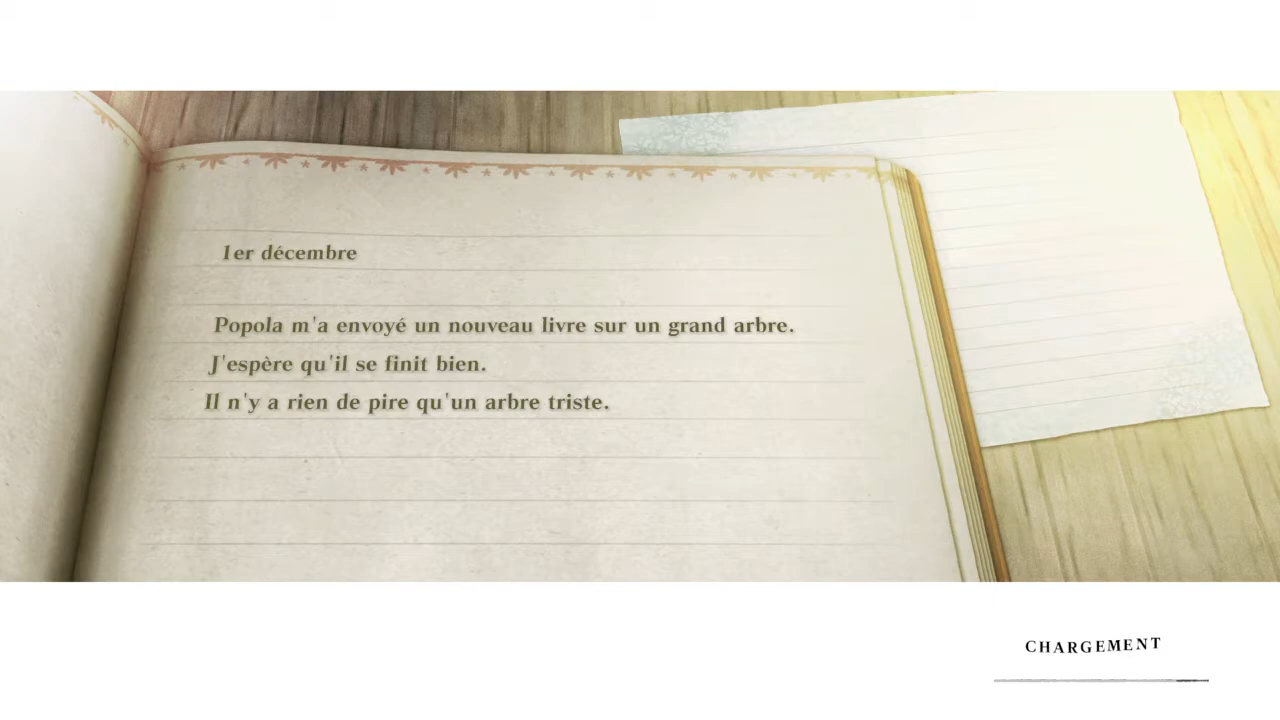 1er décembre
Popola m'a envoyé un nouveau livre sur un grand arbre.
J'espère qu'il se finit bien.
Il n'y a rien de pire qu'un arbre triste.
CHARGEMENT